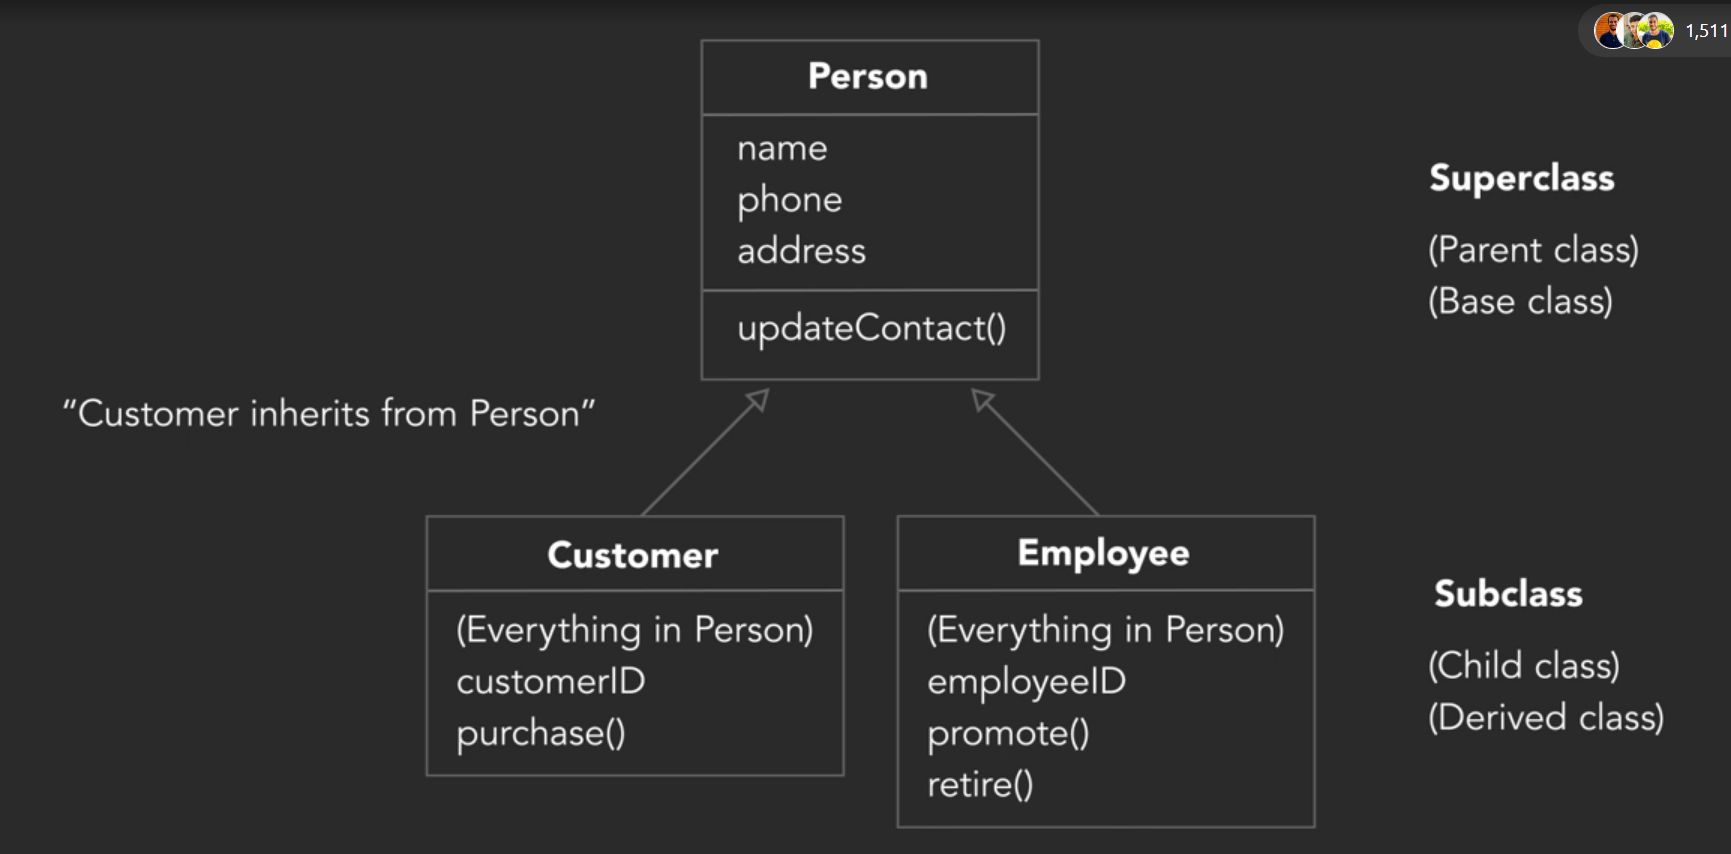 1,511
Person
name
phone
address
updateContact()
Superclass
(Parent class)
(Base class)
“Customer inherits from Person”
Customer
(Everything in Person)
customerID
purchase()
Employee
(Everything in Person)
employeeID
promote()
retire()
Subclass
(Child class)
(Derived class)